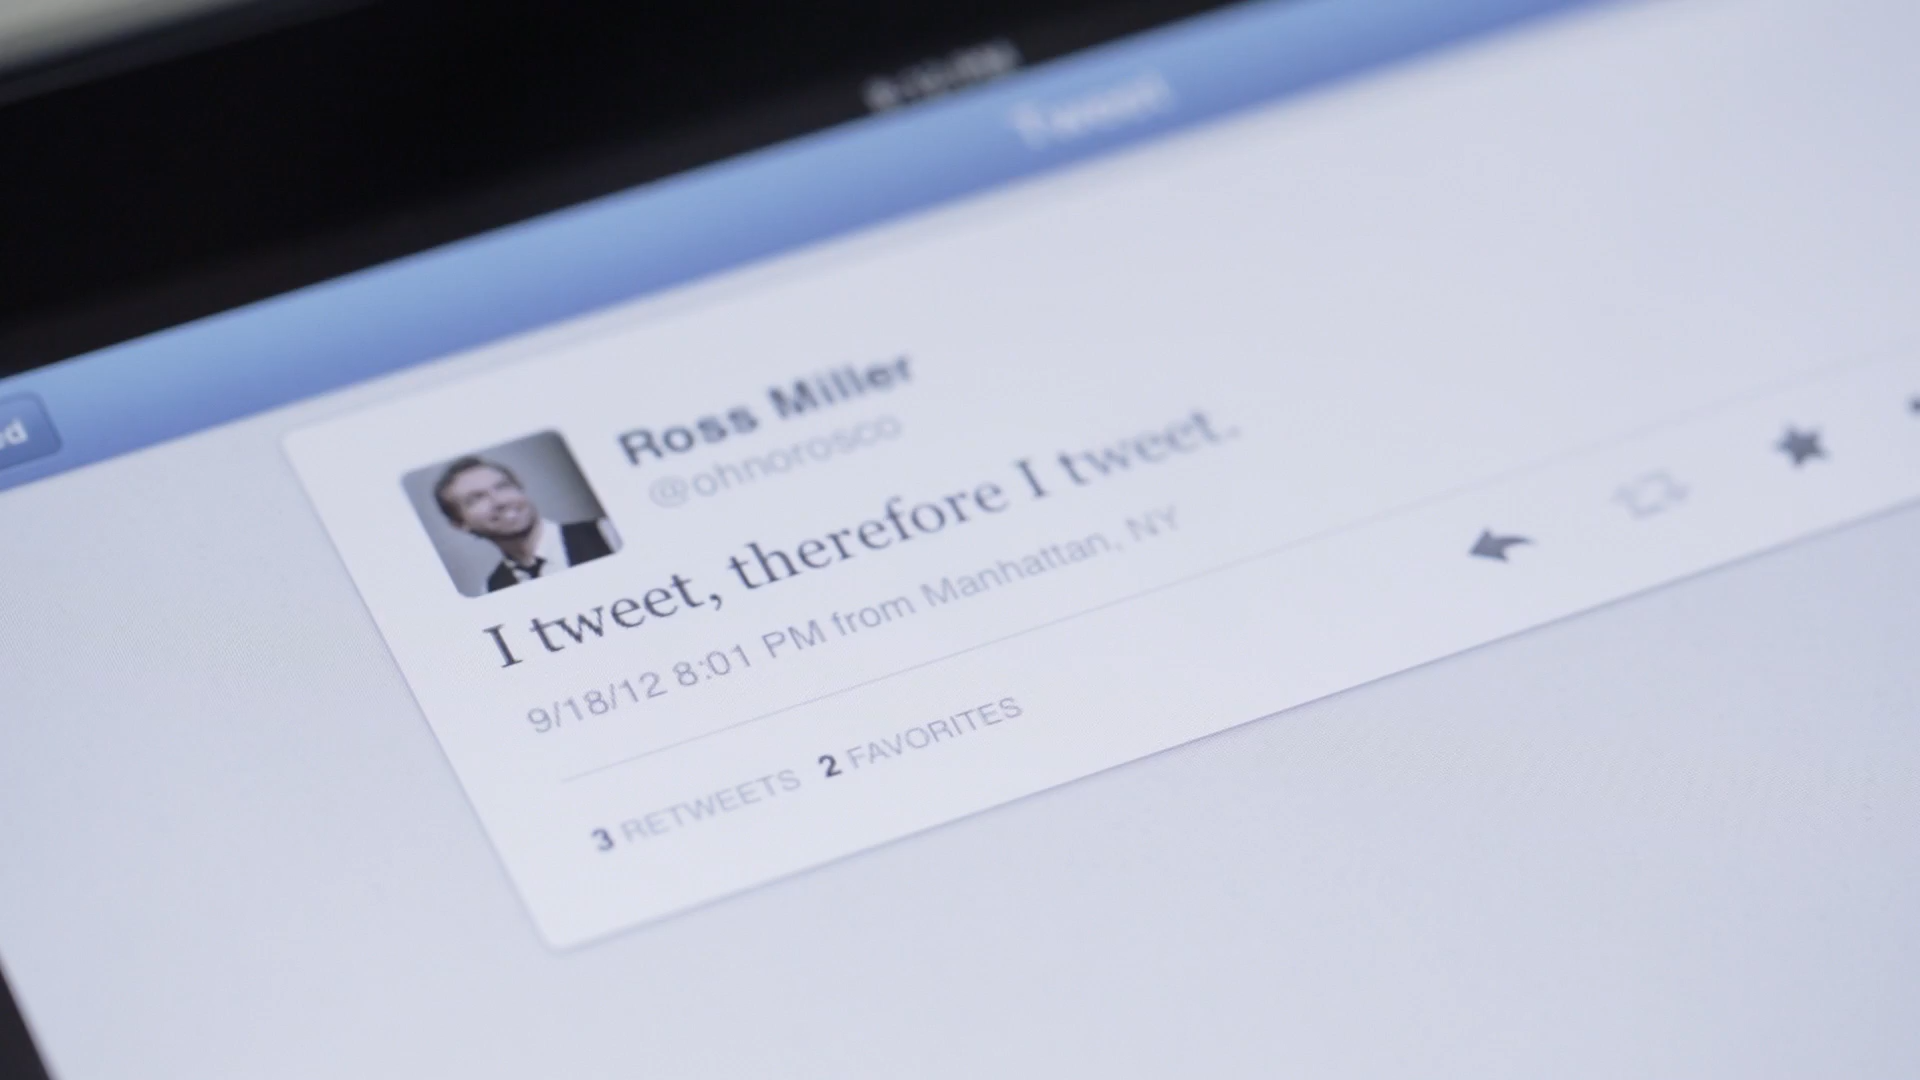 Tweet
Ross Miller
@ohnorosco
I tweet, therefore I tweet.
9/18/12 8:01 PM from Manhattan, NY
3 RETWEETS 2 FAVORITES